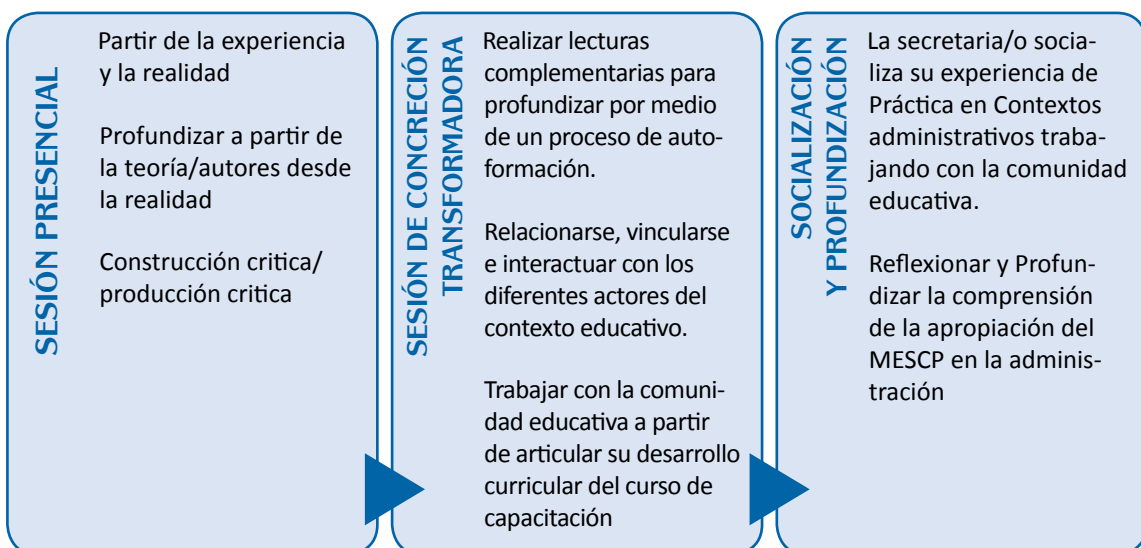 SESIÓN PRESENCIAL
Partir de la experiencia
y la realidad
Profundizar a partir de
la teoría/autores desde
la realidad
Construcción critica/
producción critica
SESIÓN DE CONCRECIÓN
TRANSFORMADORA
Realizar lecturas
complementarias para
profundizar por medio
de un proceso de auto-
formación.
Relacionarse, vincularse
e interactuar con los
diferentes actores del
contexto educativo.
Trabajar con la comuni-
dad educativa a partir
de articular su desarrollo
curricular del curso de
capacitación
SOCIALIZACIÓN
Y PROFUNDIZACIÓN
La secretaria/o socia-
liza su experiencia de
Práctica en Contextos
administrativos traba-
jando con la comunidad
educativa.
Reflexionar y Profun-
dizar la comprensión
de la apropiación del
MESCP en la adminis-
tración